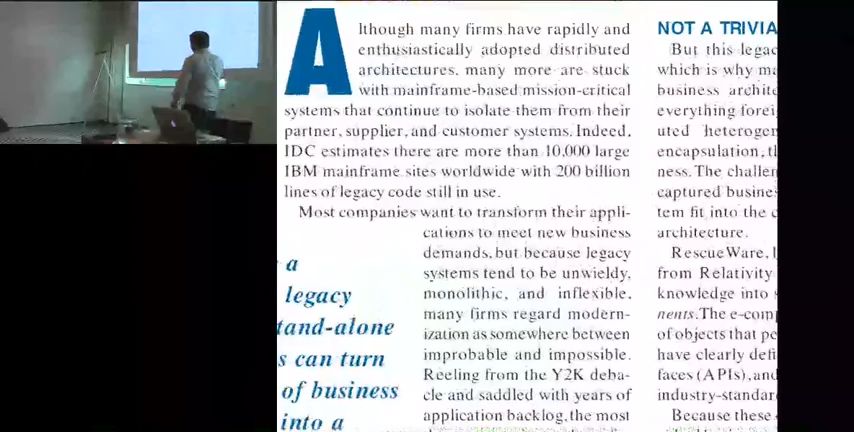 Although many firms have rapidly and
enthusiastically adopted distributed
architectures, many more are stuck
with mainframe-based mission-critical
systems that continue to isolate them from their
partner, supplier, and customer systems. Indeed,
IDC estimates there are more than 10,000 large
IBM mainframe sites worldwide with 200 billion
lines of legacy code still in use.
Most companies want to transform their appli-
cations to meet new business
demands, but because legacy
systems tend to be unwieldy,
monolithic, and inflexible,
many firms regard modern-
ization as somewhere between
improbable and impossible.
Reeling from the Y2K deba-
cle and saddled with years of
application backlog, the most
a
legacy
tand-alone
s can turn
of business
into a
NOT A TRIVIA
But this legac
which is why m
business archite
everything forei
uted heterogen
encapsulation, t
ness. The challen
captured busine
tem fit into the c
architecture.
RescueWare,
from Relativity
knowledge into
nents. The e-comp
of objects that pe
have clearly defi
faces (APIs), and
industry-standar
Because these